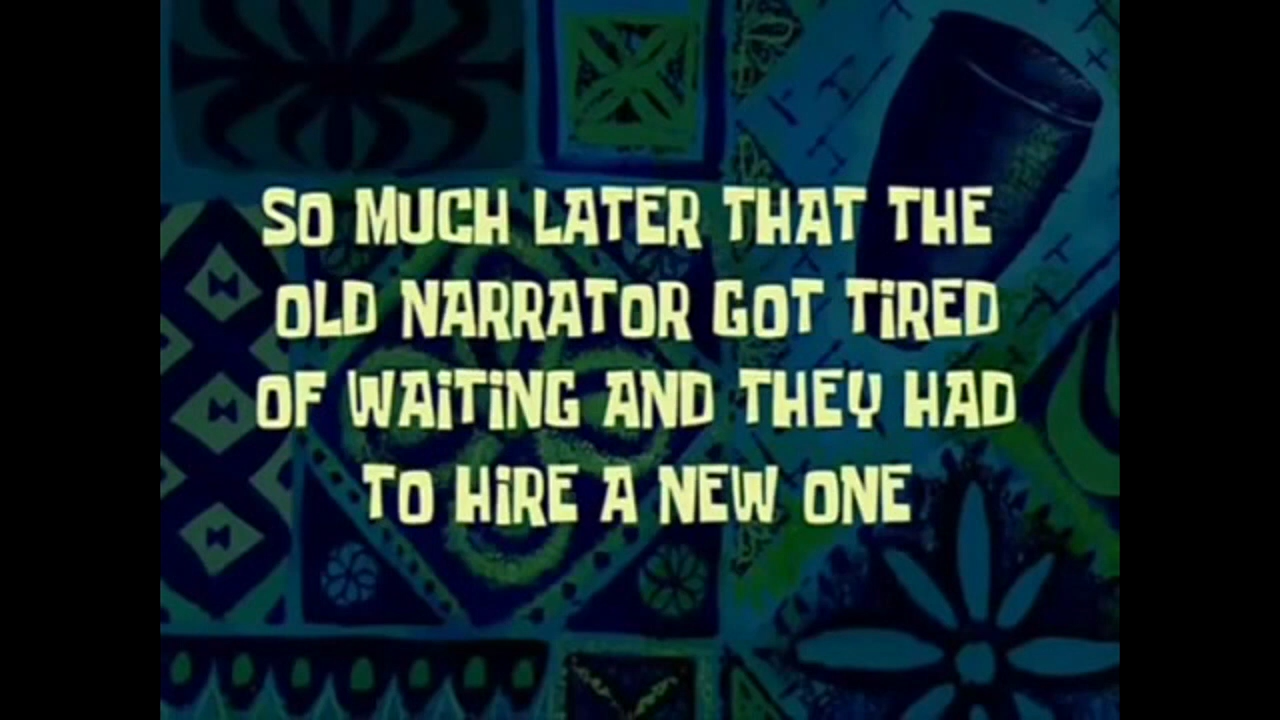 SO MUCH LATER THAT THE
OLD NARRATOR GOT TiRED
OF WAiTiNG AND THEY HAD
TO HiRE A NEW ONE